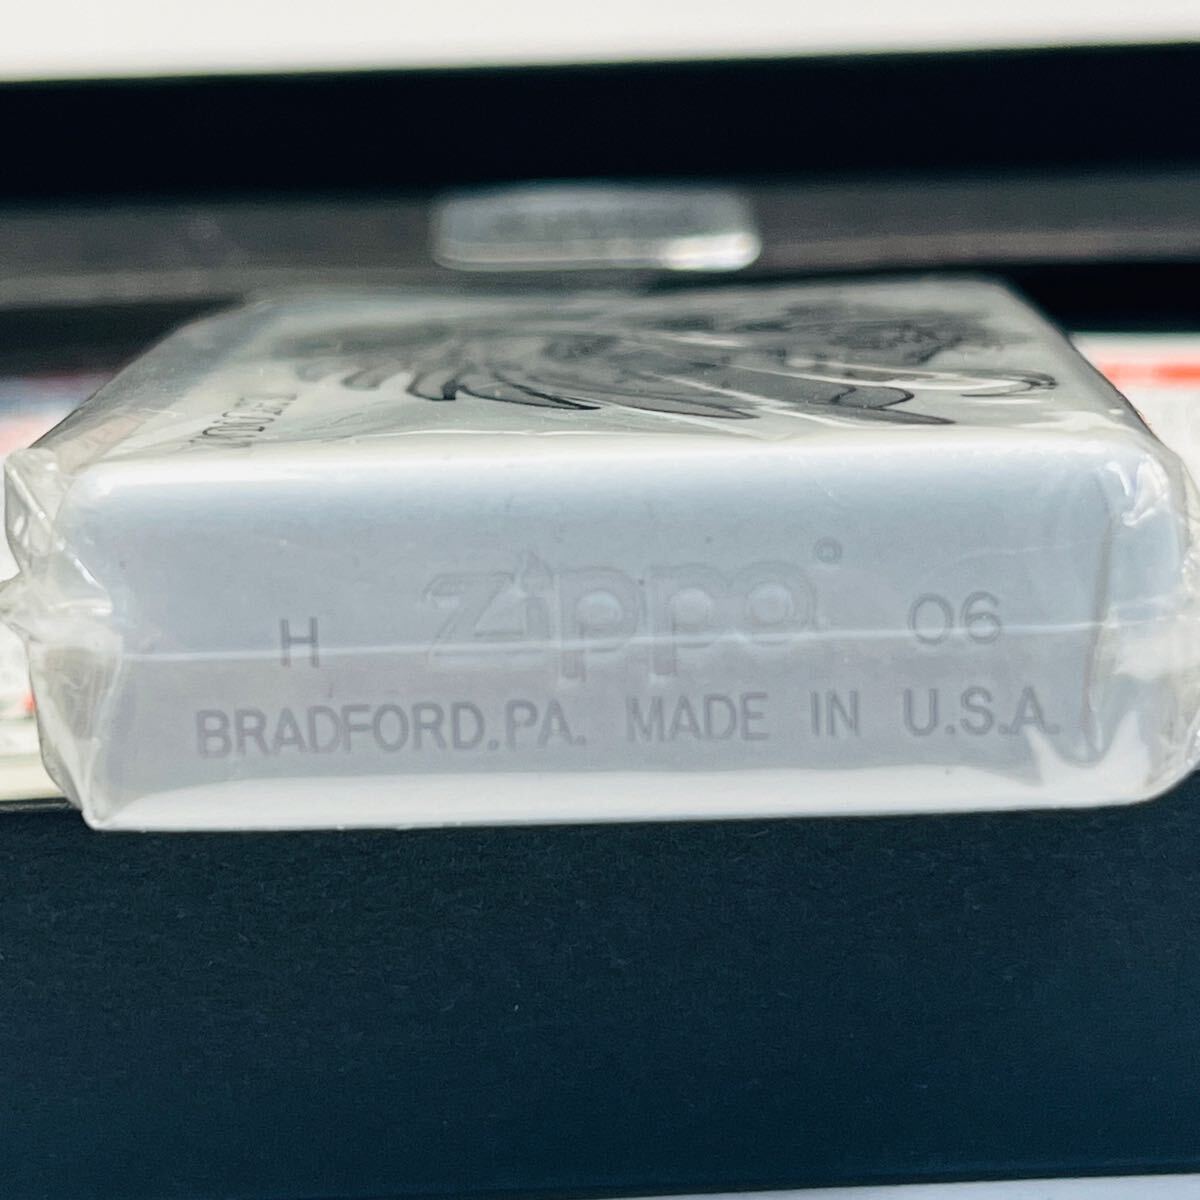 H zippo® 06
BRADFORD.PA. MADE IN U.S.A.